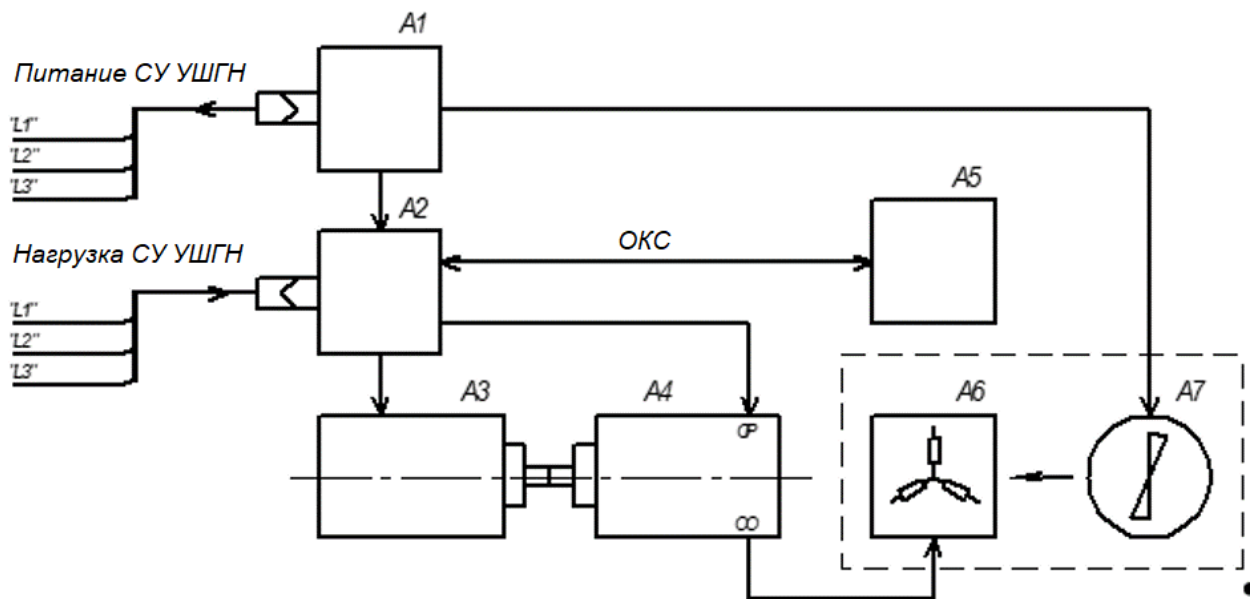 A1
Питание СУ УШГН
"L1"
"L2"
"L3"
A2
A5
ОКС
Нагрузка СУ УШГН
"L1"
"L2"
"L3"
A3
A4
A6
A7
ОР
СО